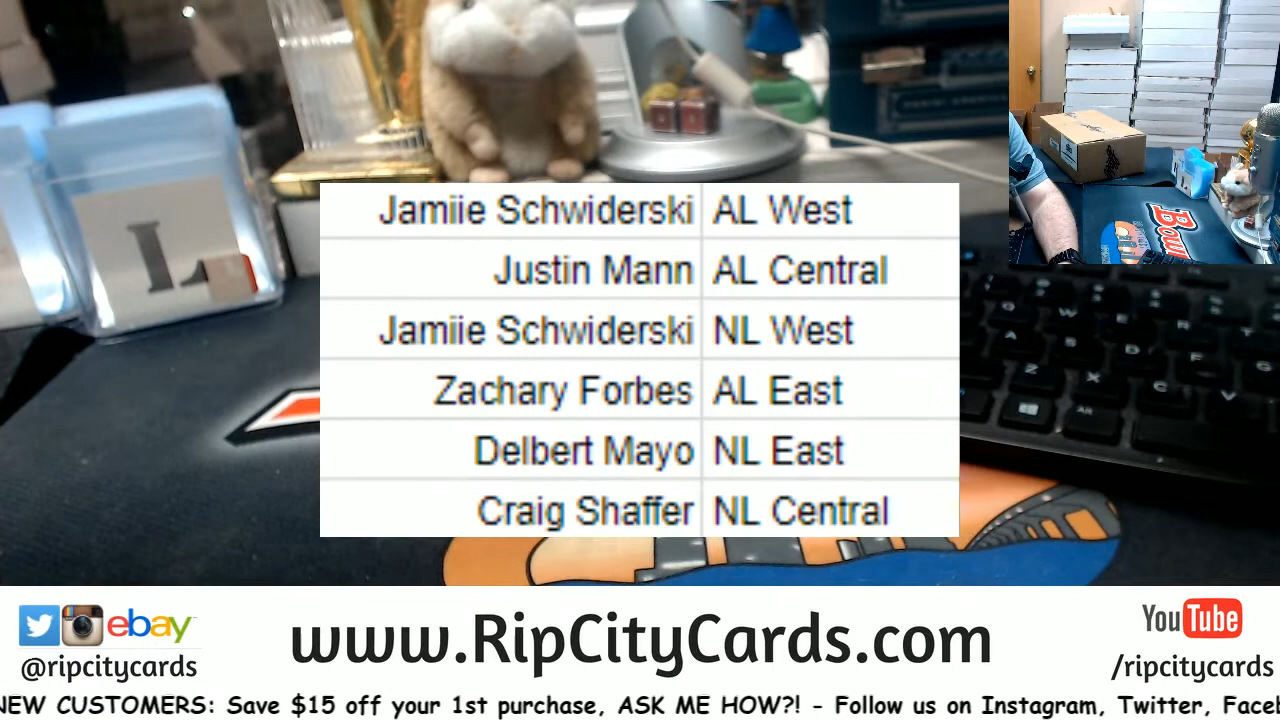 Jamiie Schwiderski AL West
Justin Mann AL Central
Jamiie Schwiderski NL West
Zachary Forbes AL East
Delbert Mayo NL East
Craig Shaffer NL Central
L
Bow
ebay
@ripcitycards
www.RipCityCards.com
YouTube
/ripcitycards
NEW CUSTOMERS: Save $15 off your 1st purchase, ASK ME HOW?! - Follow us on Instagram, Twitter, Faceb